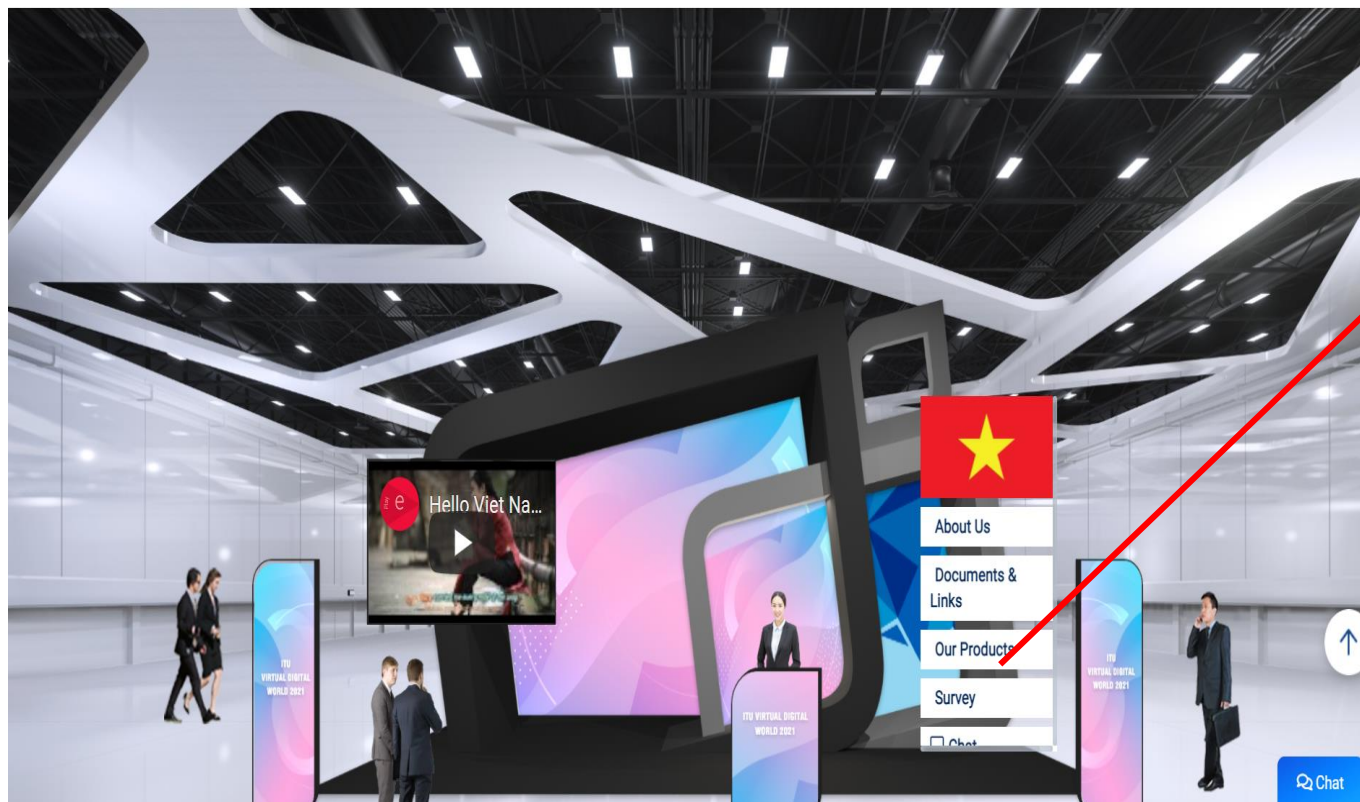 Hello Viet Na...
About Us
Documents &
Links
Our Products
Survey
Chat
ITU
VIRTUAL DIGITAL
WORLD 2021
ITU VIRTUAL DIGITAL
WORLD 2021
ITU
VIRTUAL DIGITAL
WORLD 2021
Chat